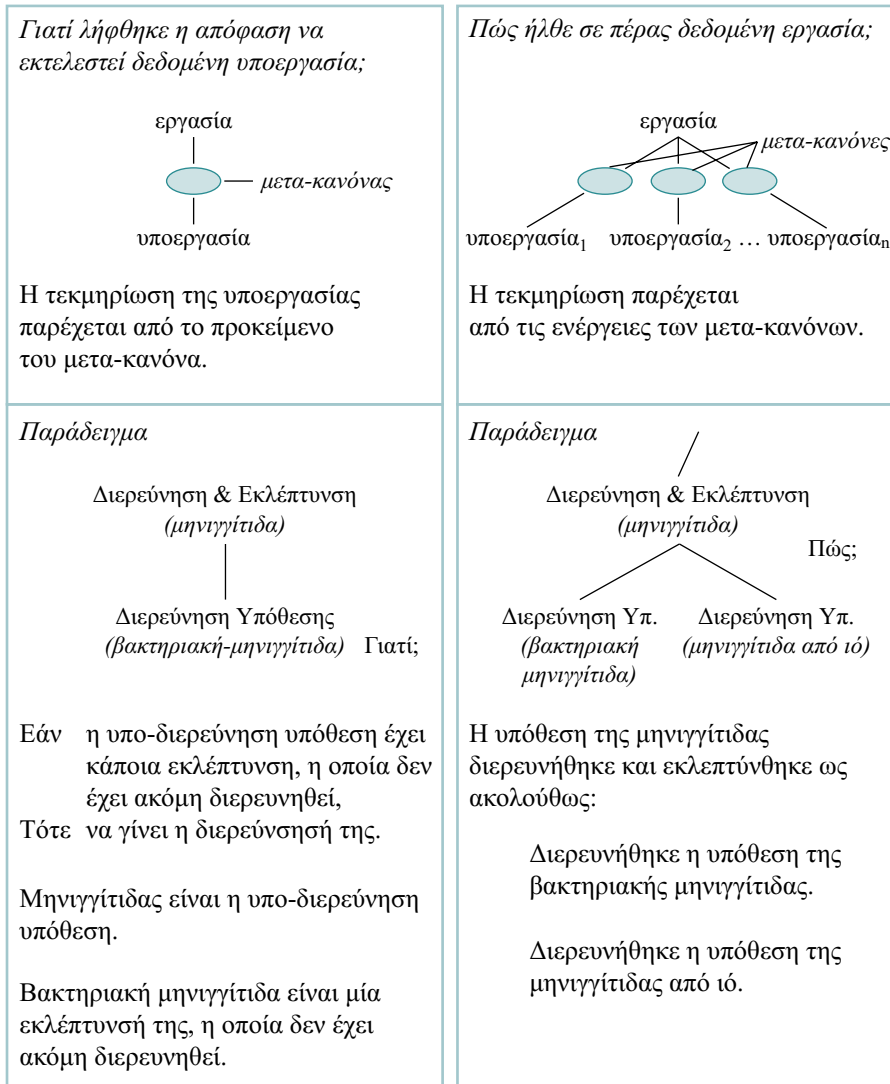 Γιατί λήφθηκε η απόφαση να
εκτελεστεί δεδομένη υποεργασία;
εργασία
μετα-κανόνας
υποεργασία
Η τεκμηρίωση της υποεργασίας
παρέχεται από το προκείμενο
του μετα-κανόνα.
Πώς ήλθε σε πέρας δεδομένη εργασία;
εργασία
μετα-κανόνες
υποεργασία1 υποεργασία2 … υποεργασίαn
Η τεκμηρίωση παρέχεται
από τις ενέργειες των μετα-κανόνων.
Παράδειγμα
Διερεύνηση & Εκλέπτυνση
(μηνιγγίτιδα)
Διερεύνηση Υπόθεσης
(βακτηριακή-μηνιγγίτιδα) Γιατί;
Εάν η υπο-διερεύνηση υπόθεση έχει
κάποια εκλέπτυνση, η οποία δεν
έχει ακόμη διερευνηθεί,
Τότε να γίνει η διερεύνσησή της.
Μηνιγγίτιδας είναι η υπο-διερεύνηση
υπόθεση.
Βακτηριακή μηνιγγίτιδα είναι μία
εκλέπτυνσή της, η οποία δεν έχει
ακόμη διερευνηθεί.
Παράδειγμα
Διερεύνηση & Εκλέπτυνση
(μηνιγγίτιδα)
Πώς;
Διερεύνηση Υπ. Διερεύνηση Υπ.
(βακτηριακή (μηνιγγίτιδα από ιό)
μηνιγγίτιδα)
Η υπόθεση της μηνιγγίτιδας
διερευνήθηκε και εκλεπτύνθηκε ως
ακολούθως:
Διερευνήθηκε η υπόθεση της
βακτηριακής μηνιγγίτιδας.
Διερευνήθηκε η υπόθεση της
μηνιγγίτιδας από ιό.